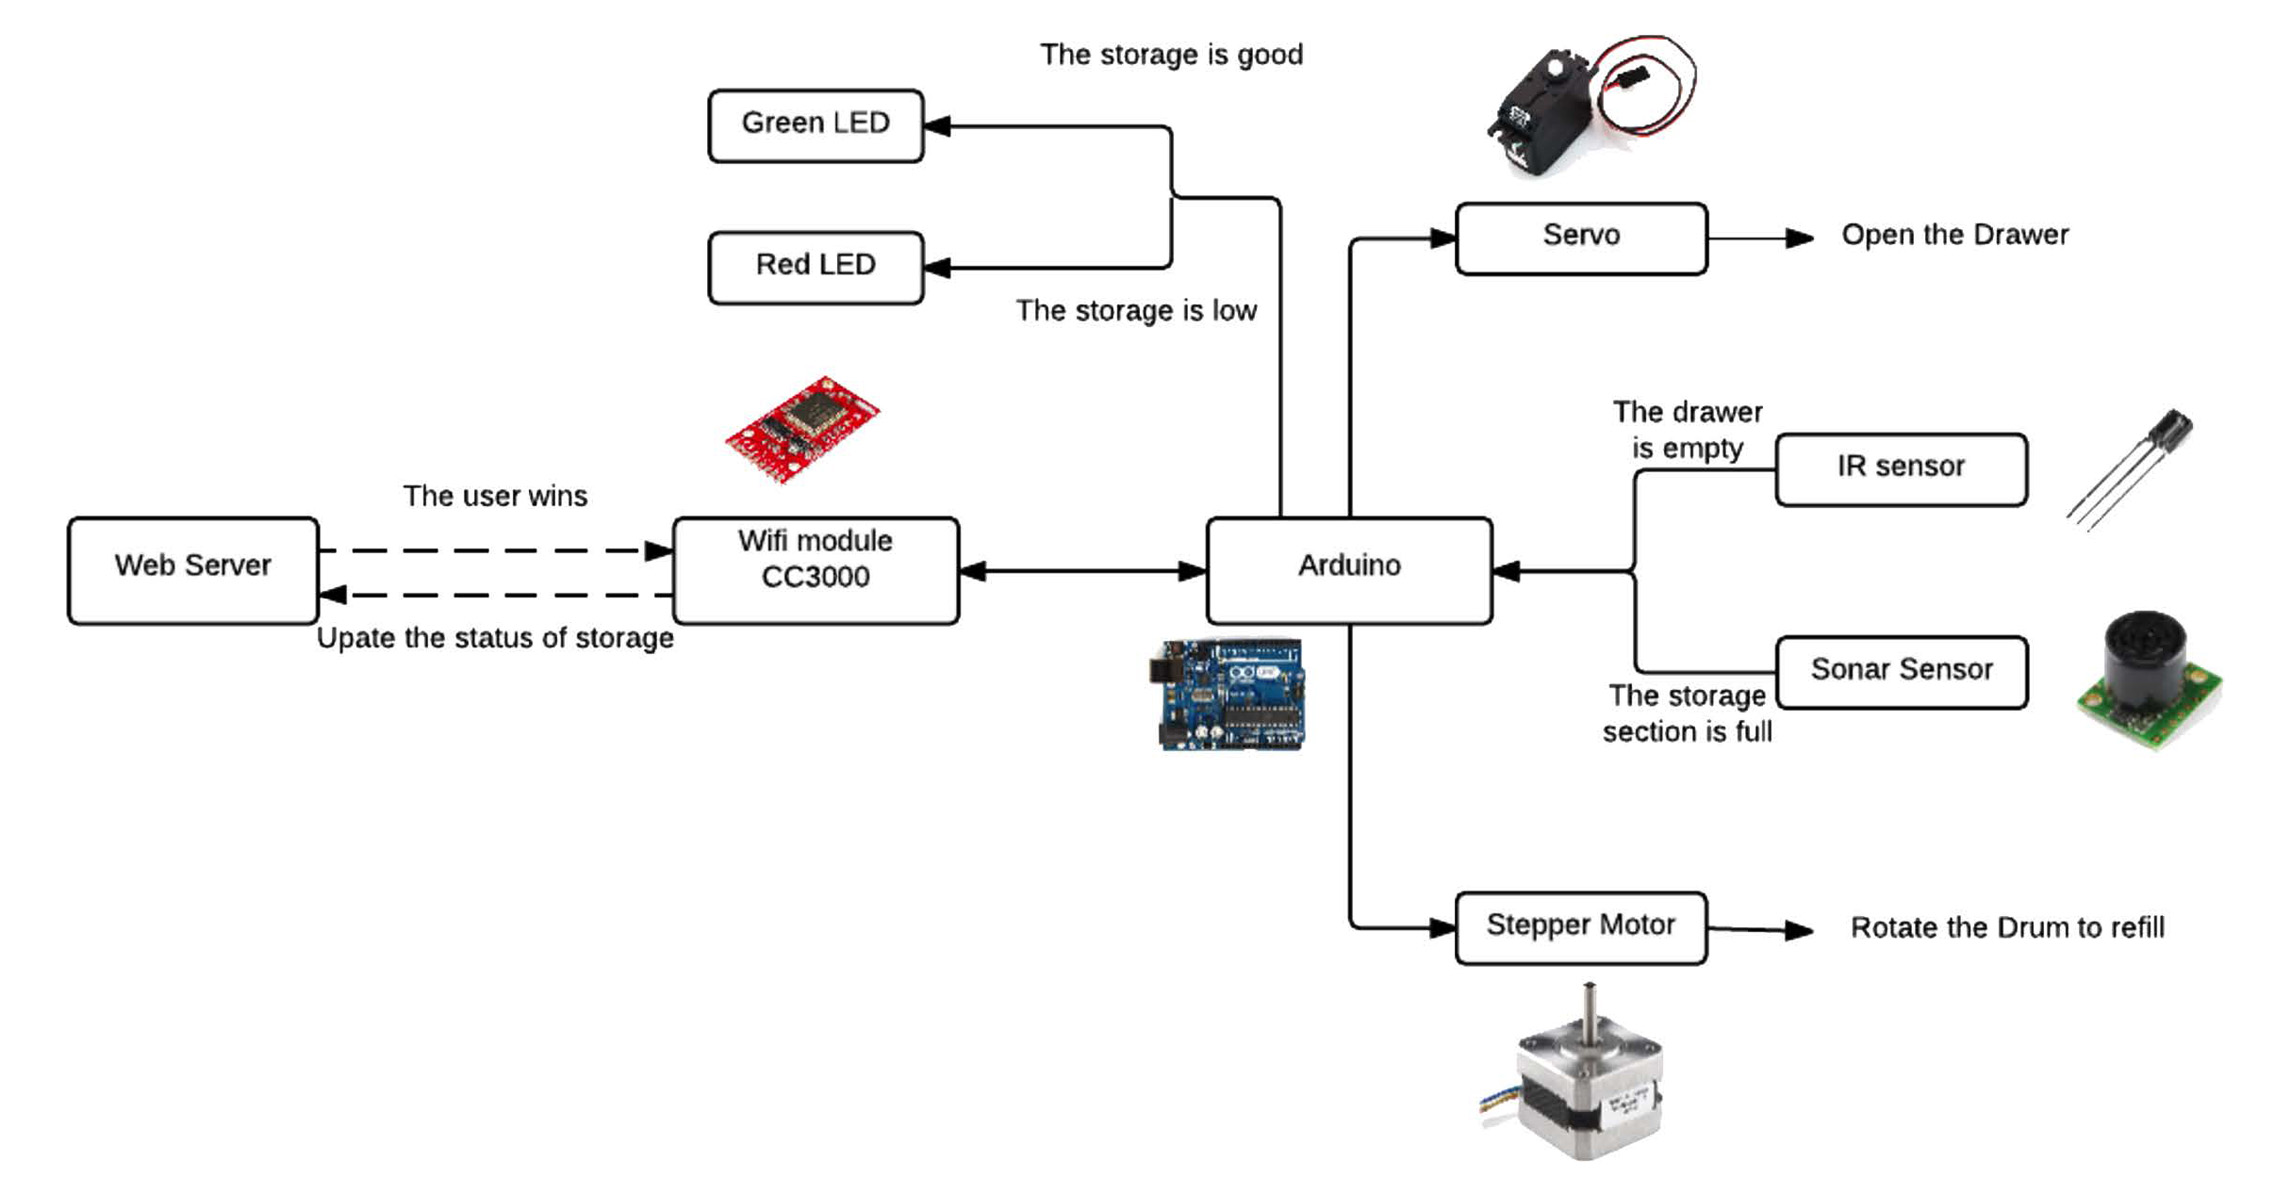 The storage is good
Green LED
Red LED
The storage is low
Servo
Open the Drawer
The drawer
is empty
IR sensor
The user wins
Web Server
Wifi module
CC3000
Arduino
Upate the status of storage
Sonar Sensor
The storage
section is full
Stepper Motor
Rotate the Drum to refill